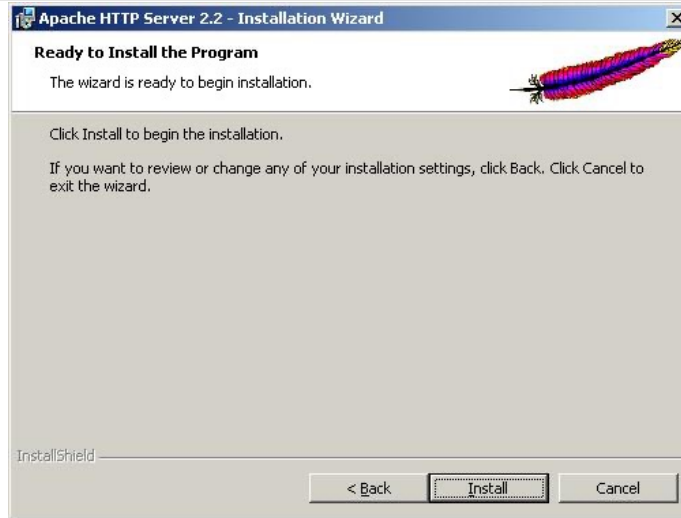 Apache HTTP Server 2.2 - Installation Wizard
Ready to Install the Program
The wizard is ready to begin installation.
Click Install to begin the installation.
If you want to review or change any of your installation settings, click Back. Click Cancel to
exit the wizard.
InstallShield
< Back
Install
Cancel